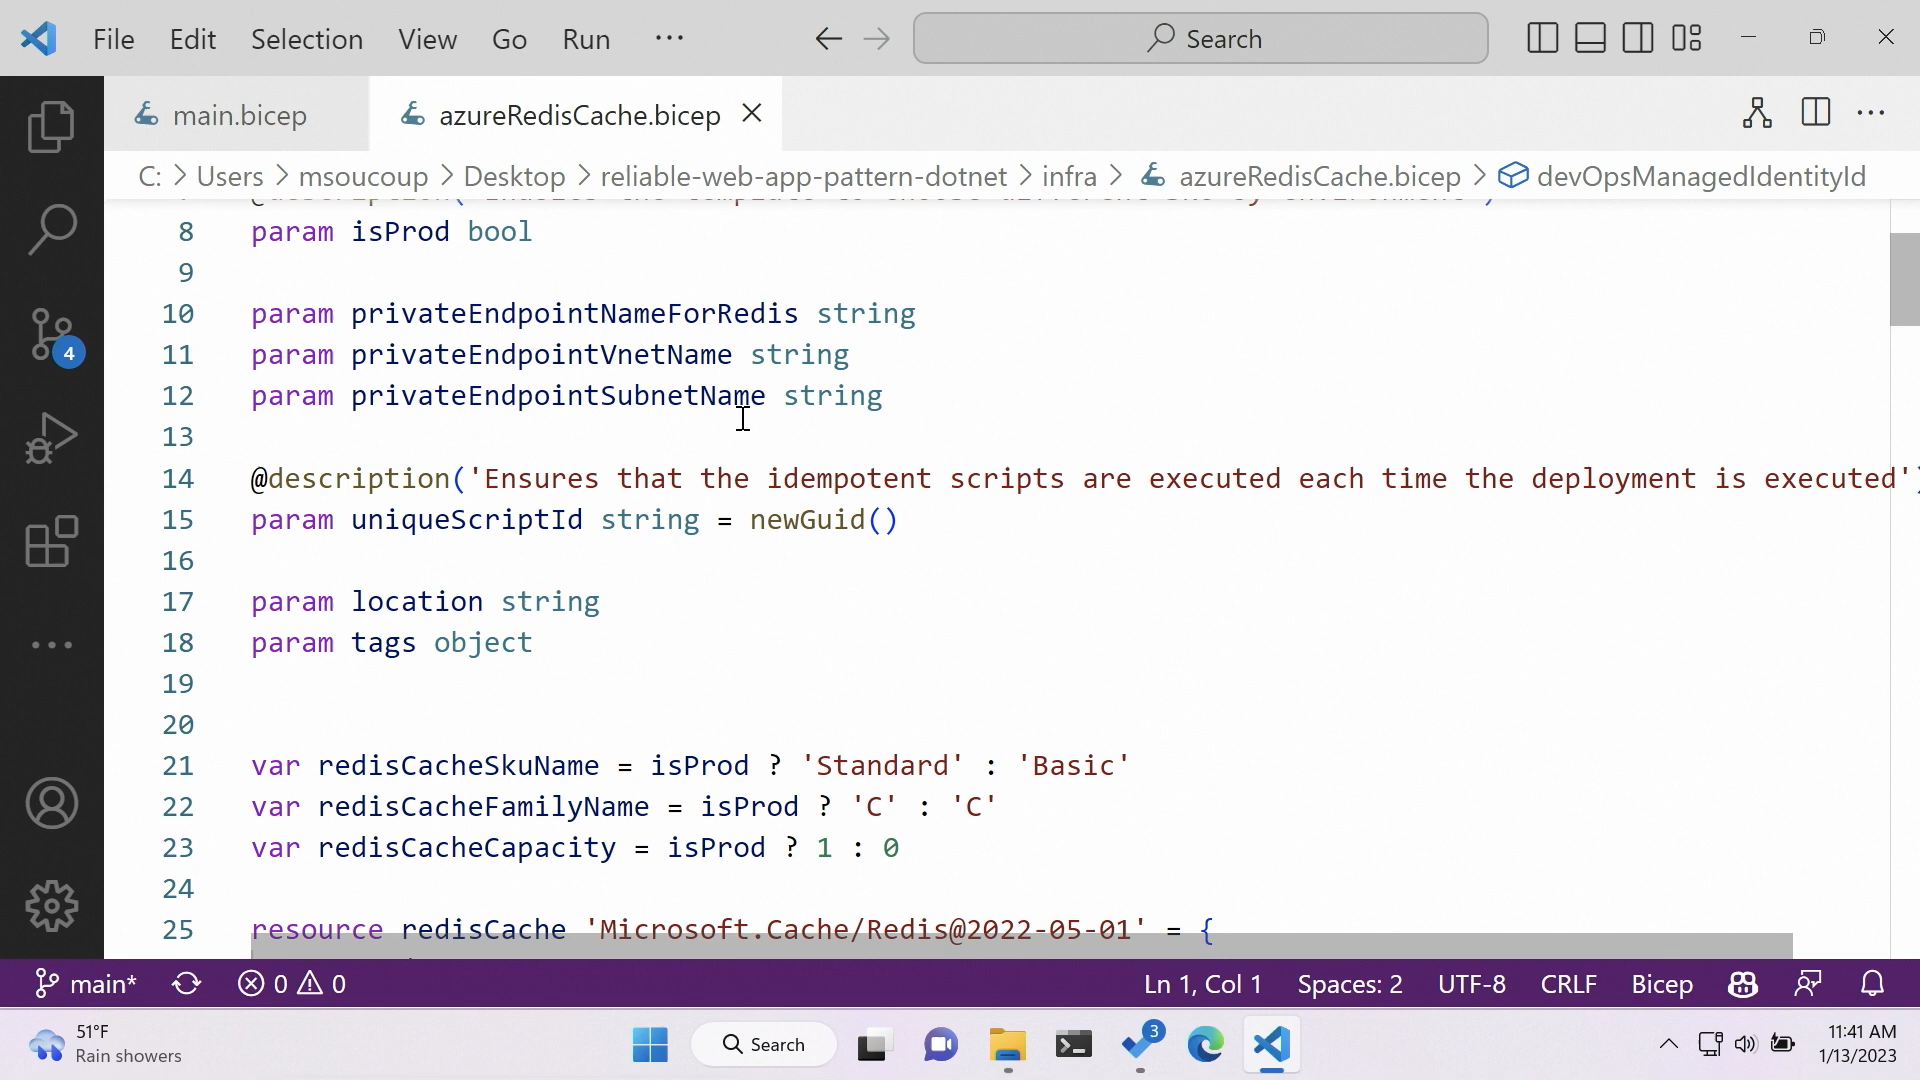 File Edit Selection View Go Run ··· Search
main.bicep azureRedisCache.bicep
C: > Users > msoucoup > Desktop > reliable-web-app-pattern-dotnet > infra > azureRedisCache.bicep > devOpsManagedIdentityId
8 param isProd bool
9
10 param privateEndpointNameForRedis string
11 param privateEndpointVnetName string
12 param privateEndpointSubnetName string
13
14 @description('Ensures that the idempotent scripts are executed each time the deployment is executed')
15 param uniqueScriptId string = newGuid()
16
17 param location string
18 param tags object
19
20
21 var redisCacheSkuName = isProd ? 'Standard' : 'Basic'
22 var redisCacheFamilyName = isProd ? 'C' : 'C'
23 var redisCacheCapacity = isProd ? 1 : 0
24
25 resource redisCache 'Microsoft.Cache/Redis@2022-05-01' = {
4
main* 0 0 Ln 1, Col 1 Spaces: 2 UTF-8 CRLF Bicep
51°F
Rain showers
Search
3
11:41 AM
1/13/2023